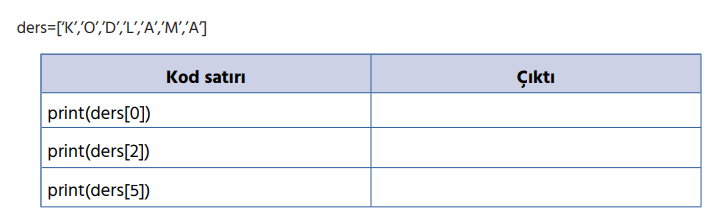 ders=[‘K’,’O’,’D’,’L’,’A’,’M’,’A’]
Kod satırı Çıktı
print(ders[0])
print(ders[2])
print(ders[5])